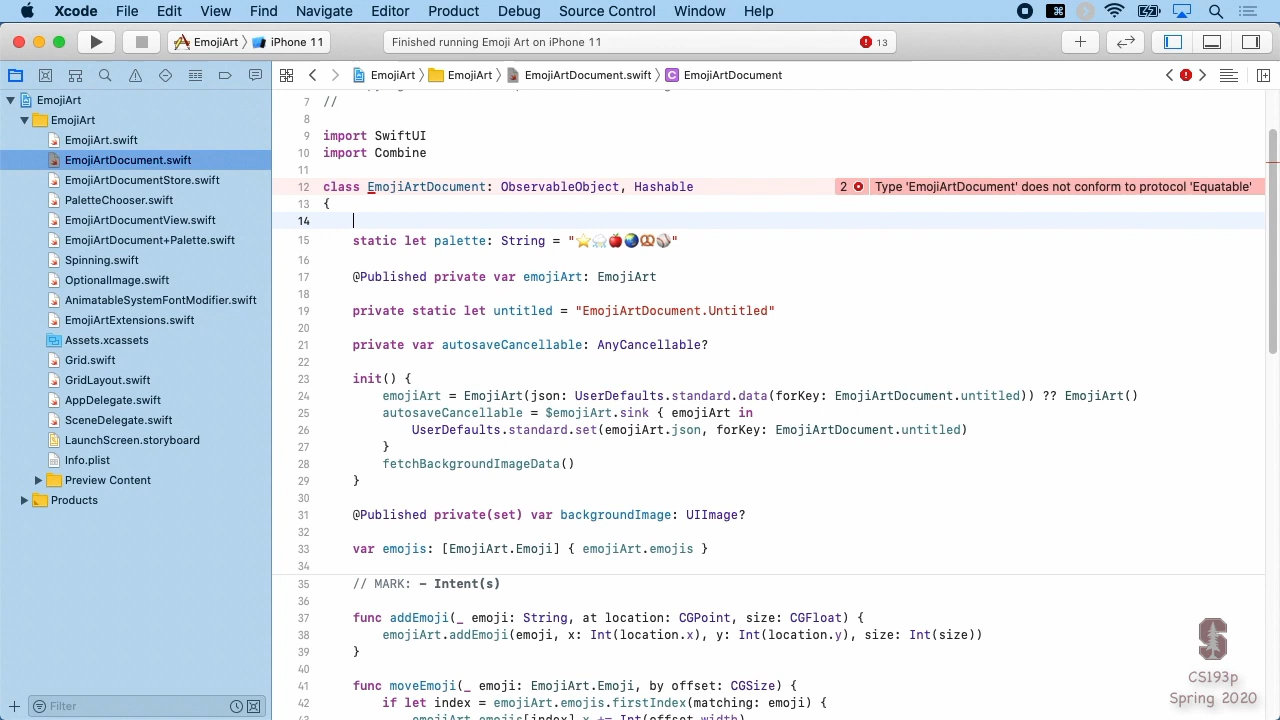 Xcode File Edit View Find Navigate Editor Product Debug Source Control Window Help
EmojiArt 〉 iPhone 11
Finished running Emoji Art on iPhone 11
13
EmojiArt 〉 EmojiArt 〉 EmojiArtDocument.swift 〉 C EmojiArtDocument
EmojiArt
EmojiArt
EmojiArt.swift
EmojiArtDocument.swift
EmojiArtDocumentStore.swift
PaletteChooser.swift
EmojiArtDocumentView.swift
EmojiArtDocument+Palette.swift
Spinning.swift
OptionalImage.swift
AnimatableSystemFontModifier.swift
EmojiArtExtensions.swift
Assets.xcassets
Grid.swift
GridLayout.swift
AppDelegate.swift
SceneDelegate.swift
LaunchScreen.storyboard
Info.plist
Preview Content
Products
Filter
7 //
8
9 import SwiftUI
10 import Combine
11
12 class EmojiArtDocument: ObservableObject, Hashable 2 Type 'EmojiArtDocument' does not conform to protocol 'Equatable'
13 {
14
15 static let palette: String = "⭐️🌨🍎🌏🥨⚾️"
16
17 @Published private var emojiArt: EmojiArt
18
19 private static let untitled = "EmojiArtDocument.Untitled"
20
21 private var autosaveCancellable: AnyCancellable?
22
23 init() {
24 emojiArt = EmojiArt(json: UserDefaults.standard.data(forKey: EmojiArtDocument.untitled)) ?? EmojiArt()
25 autosaveCancellable = $emojiArt.sink { emojiArt in
26 UserDefaults.standard.set(emojiArt.json, forKey: EmojiArtDocument.untitled)
27 }
28 fetchBackgroundImageData()
29 }
30
31 @Published private(set) var backgroundImage: UIImage?
32
33 var emojis: [EmojiArt.Emoji] { emojiArt.emojis }
34
35 // MARK: - Intent(s)
36
37 func addEmoji(_ emoji: String, at location: CGPoint, size: CGFloat) {
38 emojiArt.addEmoji(emoji, x: Int(location.x), y: Int(location.y), size: Int(size))
39 }
40
41 func moveEmoji(_ emoji: EmojiArt.Emoji, by offset: CGSize) {
42 if let index = emojiArt.emojis.firstIndex(matching: emoji) {
43 emojiArt.emojis[index].x += Int(offset.width)
CS193p
Spring 2020